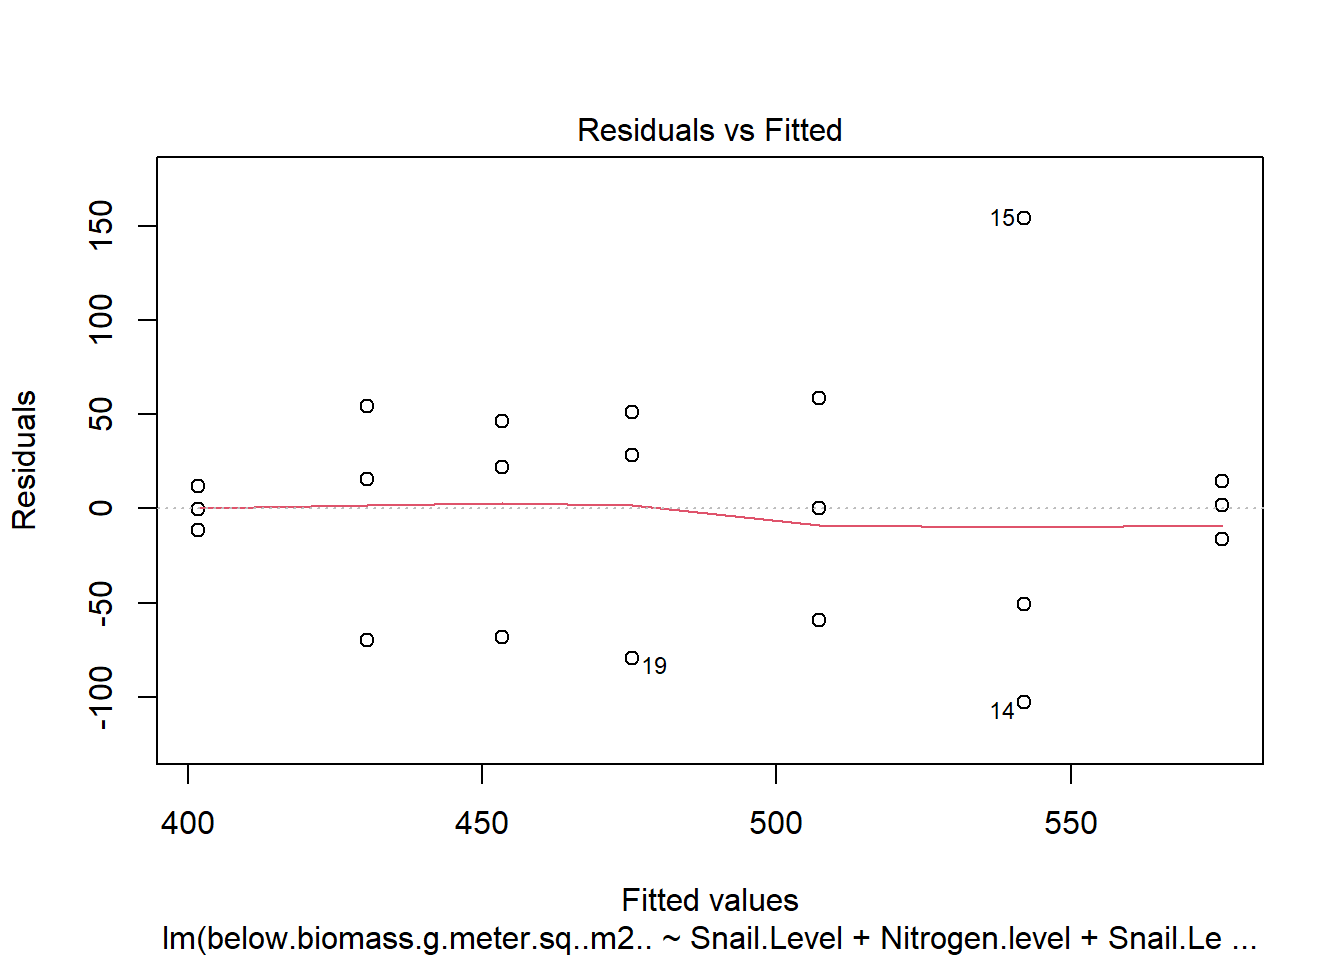 Residuals vs Fitted
Residuals
150
100
50
0
-50
-100
15
19
14
400 450 500 550
Fitted values
lm(below.biomass.g.meter.sq..m2.. ~ Snail.Level + Nitrogen.level + Snail.Le ...